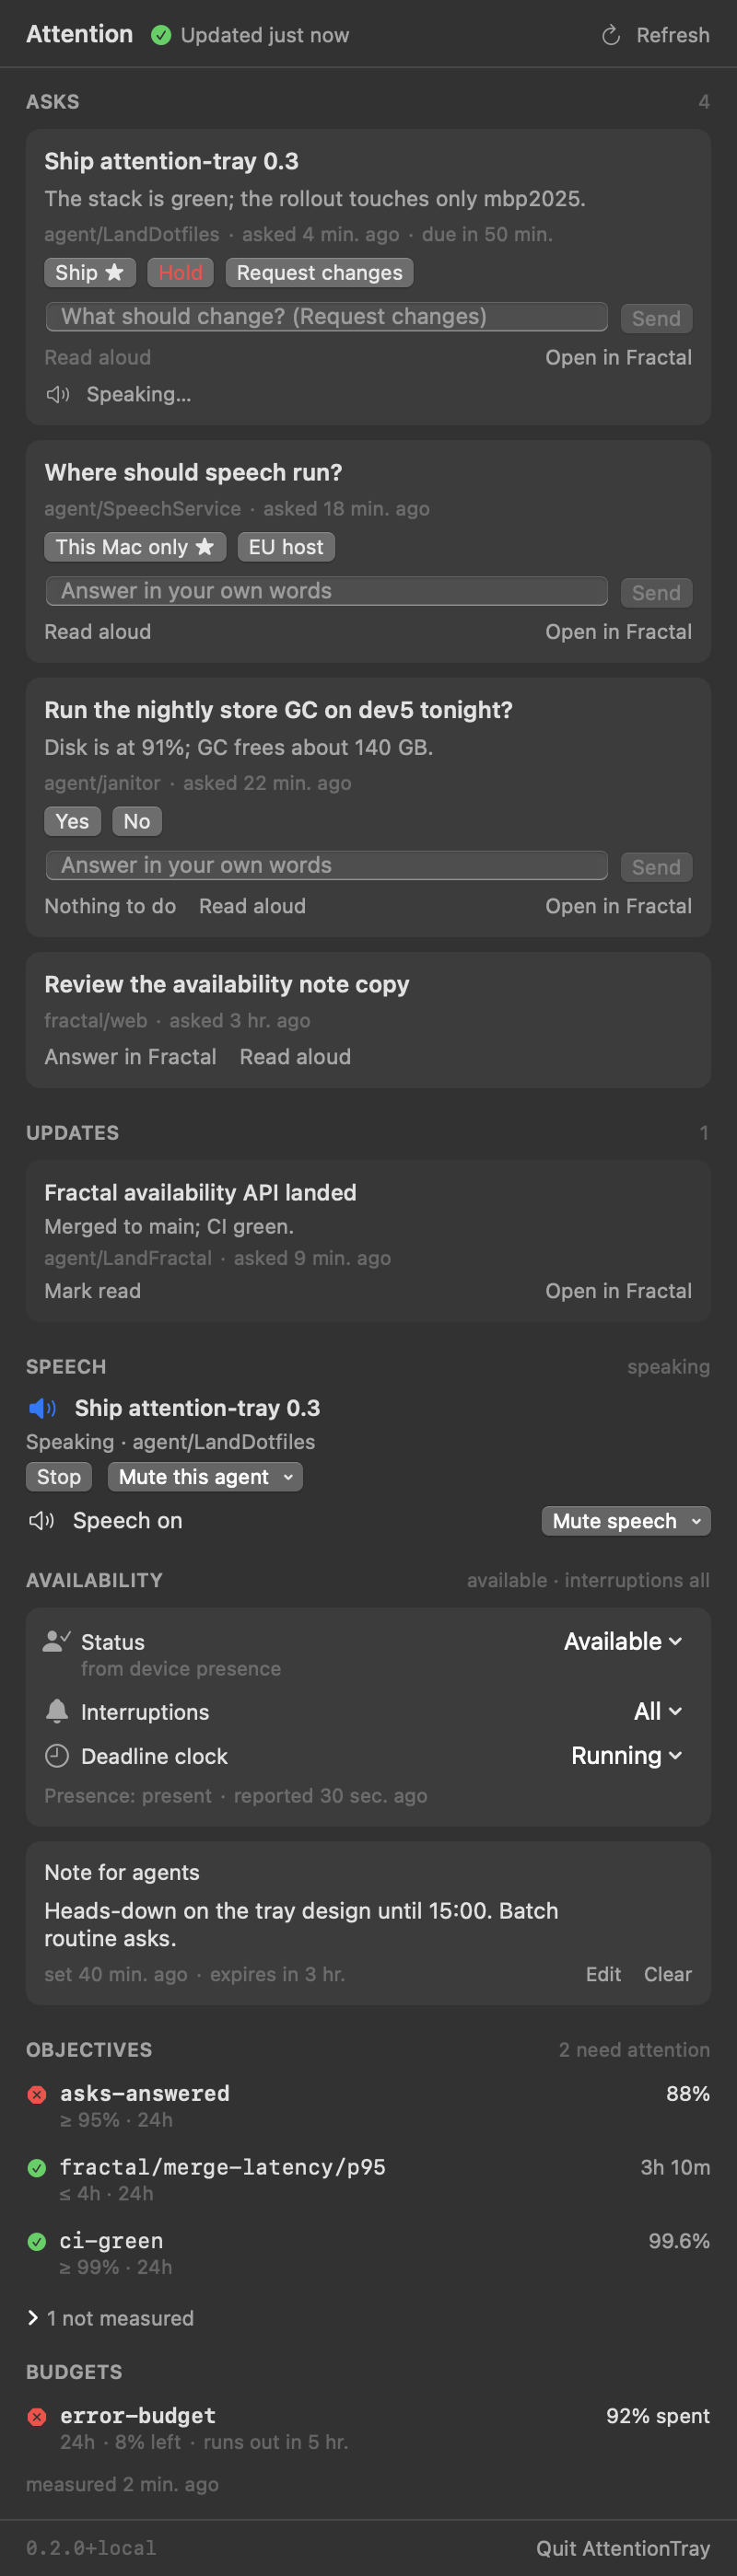 Attention Updated just now Refresh
ASKS 4
Ship attention-tray 0.3
The stack is green; the rollout touches only mbp2025.
agent/LandDotfiles · asked 4 min. ago · due in 50 min.
Ship ★ Hold Request changes
What should change? (Request changes) Send
Read aloud Open in Fractal
Speaking...
Where should speech run?
agent/SpeechService · asked 18 min. ago
This Mac only ★ EU host
Answer in your own words Send
Read aloud Open in Fractal
Run the nightly store GC on dev5 tonight?
Disk is at 91%; GC frees about 140 GB.
agent/janitor · asked 22 min. ago
Yes No
Answer in your own words Send
Nothing to do Read aloud Open in Fractal
Review the availability note copy
fractal/web · asked 3 hr. ago
Answer in Fractal Read aloud
UPDATES 1
Fractal availability API landed
Merged to main; CI green.
agent/LandFractal · asked 9 min. ago
Mark read Open in Fractal
SPEECH speaking
Ship attention-tray 0.3
Speaking · agent/LandDotfiles
Stop Mute this agent
Speech on Mute speech
AVAILABILITY available · interruptions all
Status Available
from device presence
Interruptions All
Deadline clock Running
Presence: present · reported 30 sec. ago
Note for agents
Heads-down on the tray design until 15:00. Batch
routine asks.
set 40 min. ago · expires in 3 hr. Edit Clear
OBJECTIVES 2 need attention
asks-answered 88%
≥ 95% · 24h
fractal/merge-latency/p95 3h 10m
≤ 4h · 24h
ci-green 99.6%
≥ 99% · 24h
1 not measured
BUDGETS
error-budget 92% spent
24h · 8% left · runs out in 5 hr.
measured 2 min. ago
0.2.0+local Quit AttentionTray